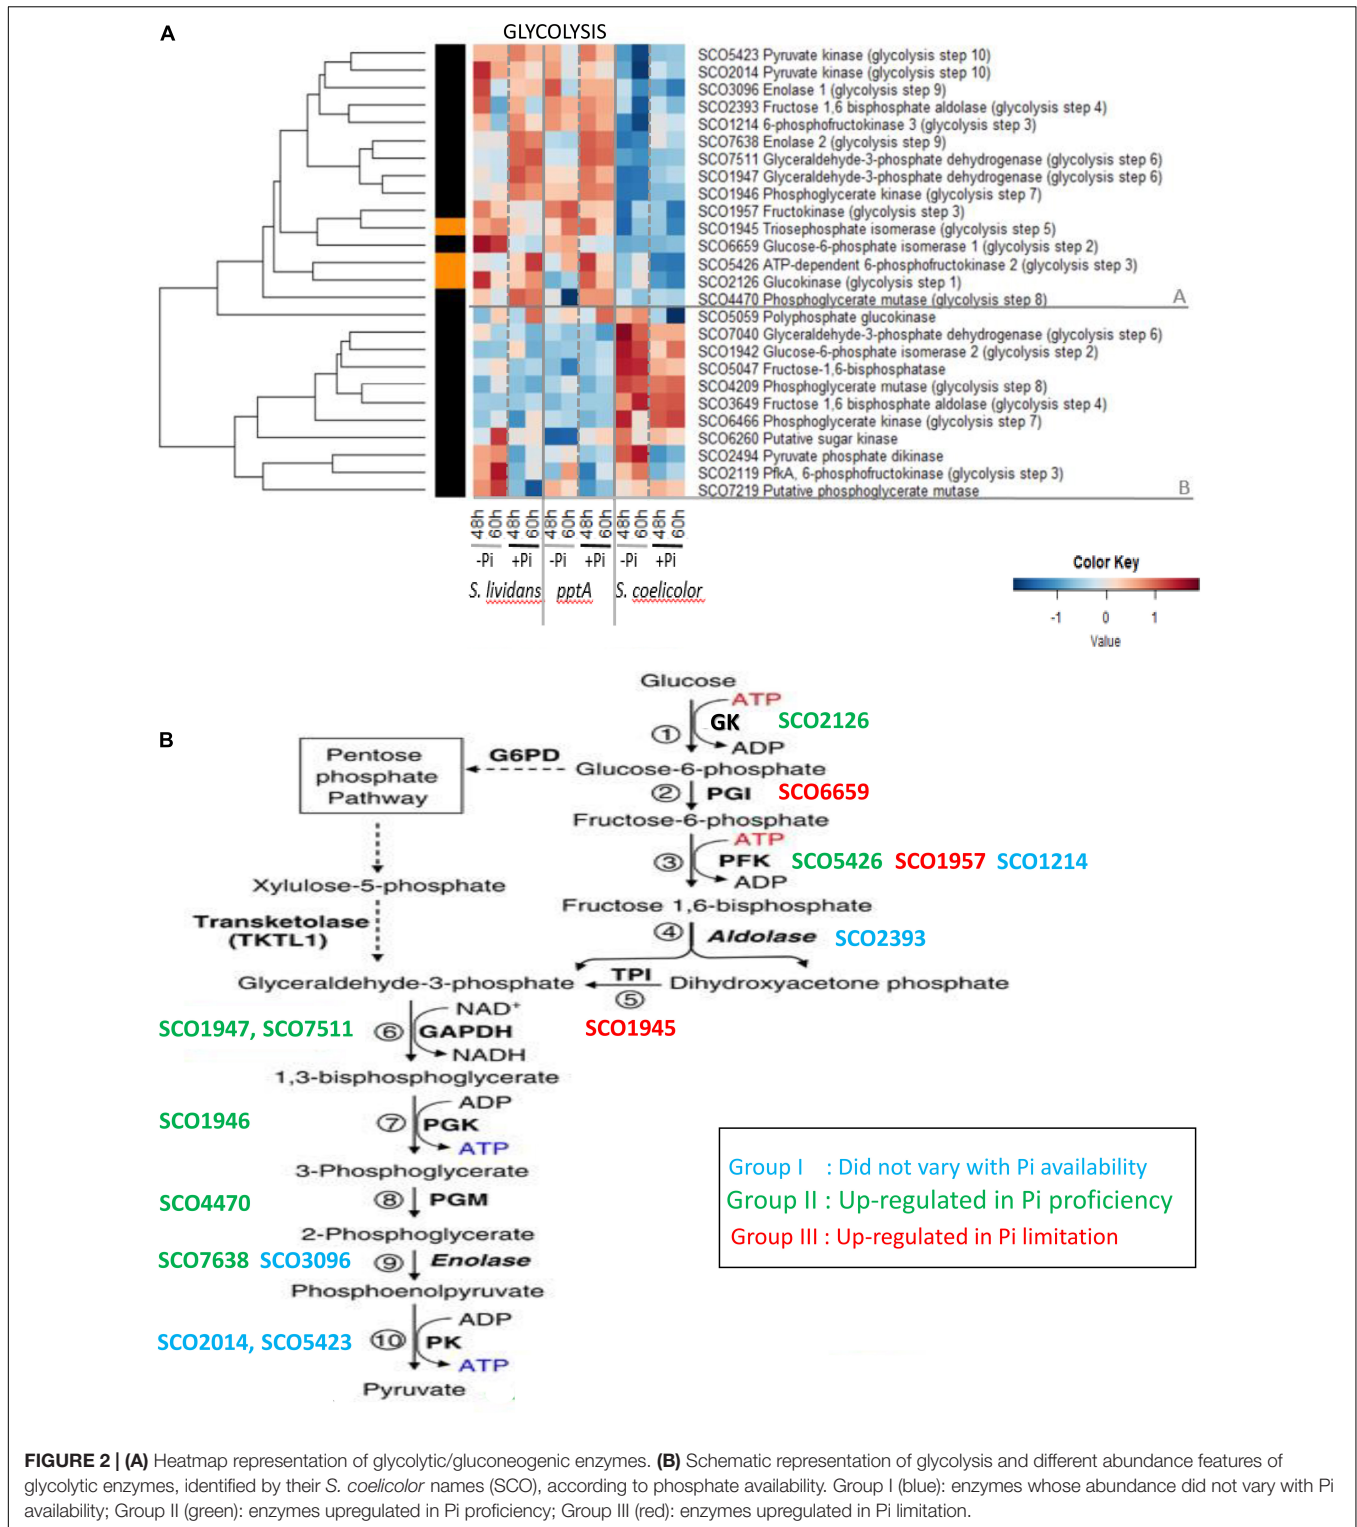 A
GLYCOLYSIS
SCO5423 Pyruvate kinase (glycolysis step 10)
SCO2014 Pyruvate kinase (glycolysis step 10)
SCO3096 Enolase 1 (glycolysis step 9)
SCO2393 Fructose 1,6 bisphosphate aldolase (glycolysis step 4)
SCO1214 6-phosphofructokinase 3 (glycolysis step 3)
SCO7638 Enolase 2 (glycolysis step 9)
SCO7511 Glyceraldehyde-3-phosphate dehydrogenase (glycolysis step 6)
SCO1947 Glyceraldehyde-3-phosphate dehydrogenase (glycolysis step 6)
SCO1946 Phosphoglycerate kinase (glycolysis step 7)
SCO1957 Fructokinase (glycolysis step 3)
SCO1945 Triosephosphate isomerase (glycolysis step 5)
SCO6659 Glucose-6-phosphate isomerase 1 (glycolysis step 2)
SCO5426 ATP-dependent 6-phosphofructokinase 2 (glycolysis step 3)
SCO2126 Glucokinase (glycolysis step 1)
SCO4470 Phosphoglycerate mutase (glycolysis step 8)
A
SCO5059 Polyphosphate glucokinase
SCO7040 Glyceraldehyde-3-phosphate dehydrogenase (glycolysis step 6)
SCO1942 Glucose-6-phosphate isomerase 2 (glycolysis step 2)
SCO5047 Fructose-1,6-bisphosphatase
SCO4209 Phosphoglycerate mutase (glycolysis step 8)
SCO3649 Fructose 1,6 bisphosphate aldolase (glycolysis step 4)
SCO6466 Phosphoglycerate kinase (glycolysis step 7)
SCO6260 Putative sugar kinase
SCO2494 Pyruvate phosphate dikinase
SCO2119 PfkA, 6-phosphofructokinase (glycolysis step 3)
SCO7219 Putative phosphoglycerate mutase
B
48h 60h 48h 60h 48h 60h 48h 60h 48h 60h 48h 60h
-Pi +Pi -Pi +Pi -Pi +Pi
S. lividans pptA S. coelicolor
Color Key
-1 0 1
Value
B
Glucose
ATP
① GK SCO2126
ADP
Pentose phosphate Pathway
G6PD
Glucose-6-phosphate
② PGI SCO6659
Fructose-6-phosphate
ATP
③ PFK SCO5426 SCO1957 SCO1214
ADP
Xylulose-5-phosphate
Fructose 1,6-bisphosphate
Transketolase
(TKTL1)
④ Aldolase SCO2393
Glyceraldehyde-3-phosphate TPI Dihydroxyacetone phosphate
⑤
SCO1945
NAD+
SCO1947, SCO7511 ⑥ GAPDH
NADH
1,3-bisphosphoglycerate
ADP
SCO1946 ⑦ PGK
ATP
3-Phosphoglycerate
SCO4470 ⑧ PGM
2-Phosphoglycerate
SCO7638 SCO3096 ⑨ Enolase
Phosphoenolpyruvate
ADP
SCO2014, SCO5423 ⑩ PK
ATP
Pyruvate
Group I : Did not vary with Pi availability
Group II : Up-regulated in Pi proficiency
Group III : Up-regulated in Pi limitation
FIGURE 2 | (A) Heatmap representation of glycolytic/gluconeogenic enzymes. (B) Schematic representation of glycolysis and different abundance features of
glycolytic enzymes, identified by their S. coelicolor names (SCO), according to phosphate availability. Group I (blue): enzymes whose abundance did not vary with Pi
availability; Group II (green): enzymes upregulated in Pi proficiency; Group III (red): enzymes upregulated in Pi limitation.